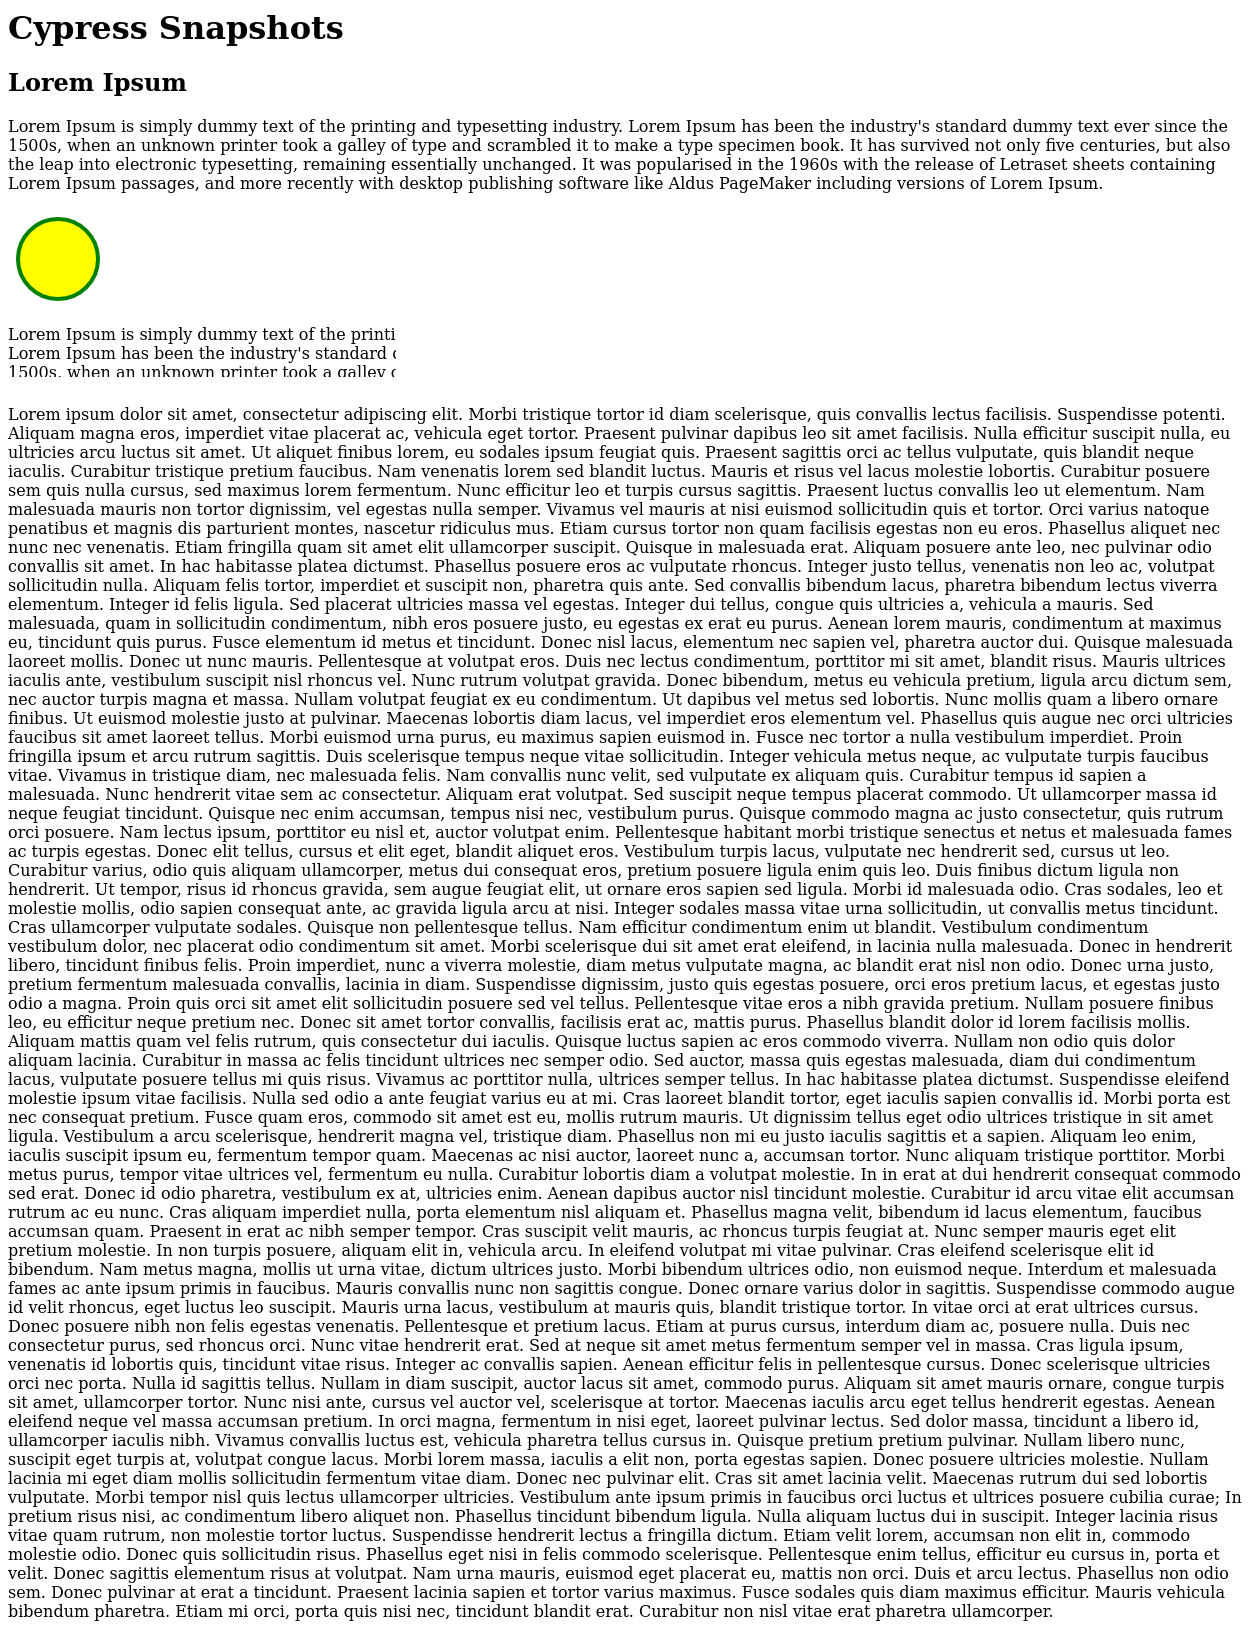 Cypress Snapshots
Lorem Ipsum
Lorem Ipsum is simply dummy text of the printing and typesetting industry. Lorem Ipsum has been the industry's standard dummy text ever since the
1500s, when an unknown printer took a galley of type and scrambled it to make a type specimen book. It has survived not only five centuries, but also
the leap into electronic typesetting, remaining essentially unchanged. It was popularised in the 1960s with the release of Letraset sheets containing
Lorem Ipsum passages, and more recently with desktop publishing software like Aldus PageMaker including versions of Lorem Ipsum.
Lorem Ipsum is simply dummy text of the printi
Lorem Ipsum has been the industry's standard
1500s, when an unknown printer took a galley
Lorem ipsum dolor sit amet, consectetur adipiscing elit. Morbi tristique tortor id diam scelerisque, quis convallis lectus facilisis. Suspendisse potenti.
Aliquam magna eros, imperdiet vitae placerat ac, vehicula eget tortor. Praesent pulvinar dapibus leo sit amet facilisis. Nulla efficitur suscipit nulla, eu
ultricies arcu luctus sit amet. Ut aliquet finibus lorem, eu sodales ipsum feugiat quis. Praesent sagittis orci ac tellus vulputate, quis blandit neque
iaculis. Curabitur tristique pretium faucibus. Nam venenatis lorem sed blandit luctus. Mauris et risus vel lacus molestie lobortis. Curabitur posuere
sem quis nulla cursus, sed maximus lorem fermentum. Nunc efficitur leo et turpis cursus sagittis. Praesent luctus convallis leo ut elementum. Nam
malesuada mauris non tortor dignissim, vel egestas nulla semper. Vivamus vel mauris at nisi euismod sollicitudin quis et tortor. Orci varius natoque
penatibus et magnis dis parturient montes, nascetur ridiculus mus. Etiam cursus tortor non quam facilisis egestas non eu eros. Phasellus aliquet nec
nunc nec venenatis. Etiam fringilla quam sit amet elit ullamcorper suscipit. Quisque in malesuada erat. Aliquam posuere ante leo, nec pulvinar odio
convallis sit amet. In hac habitasse platea dictumst. Phasellus posuere eros ac vulputate rhoncus. Integer justo tellus, venenatis non leo ac, volutpat
sollicitudin nulla. Aliquam felis tortor, imperdiet et suscipit non, pharetra quis ante. Sed convallis bibendum lacus, pharetra bibendum lectus viverra
elementum. Integer id felis ligula. Sed placerat ultricies massa vel egestas. Integer dui tellus, congue quis ultricies a, vehicula a mauris. Sed
malesuada, quam in sollicitudin condimentum, nibh eros posuere justo, eu egestas ex erat eu purus. Aenean lorem mauris, condimentum at maximus
eu, tincidunt quis purus. Fusce elementum id metus et tincidunt. Donec nisl lacus, elementum nec sapien vel, pharetra auctor dui. Quisque malesuada
laoreet mollis. Donec ut nunc mauris. Pellentesque at volutpat eros. Duis nec lectus condimentum, porttitor mi sit amet, blandit risus. Mauris ultrices
iaculis ante, vestibulum suscipit nisl rhoncus vel. Nunc rutrum volutpat gravida. Donec bibendum, metus eu vehicula pretium, ligula arcu dictum sem,
nec auctor turpis magna et massa. Nullam volutpat feugiat ex eu condimentum. Ut dapibus vel metus sed lobortis. Nunc mollis quam a libero ornare
finibus. Ut euismod molestie justo at pulvinar. Maecenas lobortis diam lacus, vel imperdiet eros elementum vel. Phasellus quis augue nec orci ultricies
faucibus sit amet laoreet tellus. Morbi euismod urna purus, eu maximus sapien euismod in. Fusce nec tortor a nulla vestibulum imperdiet. Proin
fringilla ipsum et arcu rutrum sagittis. Duis scelerisque tempus neque vitae sollicitudin. Integer vehicula metus neque, ac vulputate turpis faucibus
vitae. Vivamus in tristique diam, nec malesuada felis. Nam convallis nunc velit, sed vulputate ex aliquam quis. Curabitur tempus id sapien a
malesuada. Nunc hendrerit vitae sem ac consectetur. Aliquam erat volutpat. Sed suscipit neque tempus placerat commodo. Ut ullamcorper massa id
neque feugiat tincidunt. Quisque nec enim accumsan, tempus nisi nec, vestibulum purus. Quisque commodo magna ac justo consectetur, quis rutrum
orci posuere. Nam lectus ipsum, porttitor eu nisl et, auctor volutpat enim. Pellentesque habitant morbi tristique senectus et netus et malesuada fames
ac turpis egestas. Donec elit tellus, cursus et elit eget, blandit aliquet eros. Vestibulum turpis lacus, vulputate nec hendrerit sed, cursus ut leo.
Curabitur varius, odio quis aliquam ullamcorper, metus dui consequat eros, pretium posuere ligula enim quis leo. Duis finibus dictum ligula non
hendrerit. Ut tempor, risus id rhoncus gravida, sem augue feugiat elit, ut ornare eros sapien sed ligula. Morbi id malesuada odio. Cras sodales, leo et
molestie mollis, odio sapien consequat ante, ac gravida ligula arcu at nisi. Integer sodales massa vitae urna sollicitudin, ut convallis metus tincidunt.
Cras ullamcorper vulputate sodales. Quisque non pellentesque tellus. Nam efficitur condimentum enim ut blandit. Vestibulum condimentum
vestibulum dolor, nec placerat odio condimentum sit amet. Morbi scelerisque dui sit amet erat eleifend, in lacinia nulla malesuada. Donec in hendrerit
libero, tincidunt finibus felis. Proin imperdiet, nunc a viverra molestie, diam metus vulputate magna, ac blandit erat nisl non odio. Donec urna justo,
pretium fermentum malesuada convallis, lacinia in diam. Suspendisse dignissim, justo quis egestas posuere, orci eros pretium lacus, et egestas justo
odio a magna. Proin quis orci sit amet elit sollicitudin posuere sed vel tellus. Pellentesque vitae eros a nibh gravida pretium. Nullam posuere finibus
leo, eu efficitur neque pretium nec. Donec sit amet tortor convallis, facilisis erat ac, mattis purus. Phasellus blandit dolor id lorem facilisis mollis.
Aliquam mattis quam vel felis rutrum, quis consectetur dui iaculis. Quisque luctus sapien ac eros commodo viverra. Nullam non odio quis dolor
aliquam lacinia. Curabitur in massa ac felis tincidunt ultrices nec semper odio. Sed auctor, massa quis egestas malesuada, diam dui condimentum
lacus, vulputate posuere tellus mi quis risus. Vivamus ac porttitor nulla, ultrices semper tellus. In hac habitasse platea dictumst. Suspendisse eleifend
molestie ipsum vitae facilisis. Nulla sed odio a ante feugiat varius eu at mi. Cras laoreet blandit tortor, eget iaculis sapien convallis id. Morbi porta est
nec consequat pretium. Fusce quam eros, commodo sit amet est eu, mollis rutrum mauris. Ut dignissim tellus eget odio ultrices tristique in sit amet
ligula. Vestibulum a arcu scelerisque, hendrerit magna vel, tristique diam. Phasellus non mi eu justo iaculis sagittis et a sapien. Aliquam leo enim,
iaculis suscipit ipsum eu, fermentum tempor quam. Maecenas ac nisi auctor, laoreet nunc a, accumsan tortor. Nunc aliquam tristique porttitor. Morbi
metus purus, tempor vitae ultrices vel, fermentum eu nulla. Curabitur lobortis diam a volutpat molestie. In in erat at dui hendrerit consequat commodo
sed erat. Donec id odio pharetra, vestibulum ex at, ultricies enim. Aenean dapibus auctor nisl tincidunt molestie. Curabitur id arcu vitae elit accumsan
rutrum ac eu nunc. Cras aliquam imperdiet nulla, porta elementum nisl aliquam et. Phasellus magna velit, bibendum id lacus elementum, faucibus
accumsan quam. Praesent in erat ac nibh semper tempor. Cras suscipit velit mauris, ac rhoncus turpis feugiat at. Nunc semper mauris eget elit
pretium molestie. In non turpis posuere, aliquam elit in, vehicula arcu. In eleifend volutpat mi vitae pulvinar. Cras eleifend scelerisque elit id
bibendum. Nam metus magna, mollis ut urna vitae, dictum ultrices justo. Morbi bibendum ultrices odio, non euismod neque. Interdum et malesuada
fames ac ante ipsum primis in faucibus. Mauris convallis nunc non sagittis congue. Donec ornare varius dolor in sagittis. Suspendisse commodo augue
id velit rhoncus, eget luctus leo suscipit. Mauris urna lacus, vestibulum at mauris quis, blandit tristique tortor. In vitae orci at erat ultrices cursus.
Donec posuere nibh non felis egestas venenatis. Pellentesque et pretium lacus. Etiam at purus cursus, interdum diam ac, posuere nulla. Duis nec
consectetur purus, sed rhoncus orci. Nunc vitae hendrerit erat. Sed at neque sit amet metus fermentum semper vel in massa. Cras ligula ipsum,
venenatis id lobortis quis, tincidunt vitae risus. Integer ac convallis sapien. Aenean efficitur felis in pellentesque cursus. Donec scelerisque ultricies
orci nec porta. Nulla id sagittis tellus. Nullam in diam suscipit, auctor lacus sit amet, commodo purus. Aliquam sit amet mauris ornare, congue turpis
sit amet, ullamcorper tortor. Nunc nisi ante, cursus vel auctor vel, scelerisque at tortor. Maecenas iaculis arcu eget tellus hendrerit egestas. Aenean
eleifend neque vel massa accumsan pretium. In orci magna, fermentum in nisi eget, laoreet pulvinar lectus. Sed dolor massa, tincidunt a libero id,
ullamcorper iaculis nibh. Vivamus convallis luctus est, vehicula pharetra tellus cursus in. Quisque pretium pretium pulvinar. Nullam libero nunc,
suscipit eget turpis at, volutpat congue lacus. Morbi lorem massa, iaculis a elit non, porta egestas sapien. Donec posuere ultricies molestie. Nullam
lacinia mi eget diam mollis sollicitudin fermentum vitae diam. Donec nec pulvinar elit. Cras sit amet lacinia velit. Maecenas rutrum dui sed lobortis
vulputate. Morbi tempor nisl quis lectus ullamcorper ultricies. Vestibulum ante ipsum primis in faucibus orci luctus et ultrices posuere cubilia curae; In
pretium risus nisi, ac condimentum libero aliquet non. Phasellus tincidunt bibendum ligula. Nulla aliquam luctus dui in suscipit. Integer lacinia risus
vitae quam rutrum, non molestie tortor luctus. Suspendisse hendrerit lectus a fringilla dictum. Etiam velit lorem, accumsan non elit in, commodo
molestie odio. Donec quis sollicitudin risus. Phasellus eget nisi in felis commodo scelerisque. Pellentesque enim tellus, efficitur eu cursus in, porta et
velit. Donec sagittis elementum risus at volutpat. Nam urna mauris, euismod eget placerat eu, mattis non orci. Duis et arcu lectus. Phasellus non odio
sem. Donec pulvinar at erat a tincidunt. Praesent lacinia sapien et tortor varius maximus. Fusce sodales quis diam maximus efficitur. Mauris vehicula
bibendum pharetra. Etiam mi orci, porta quis nisi nec, tincidunt blandit erat. Curabitur non nisl vitae erat pharetra ullamcorper.